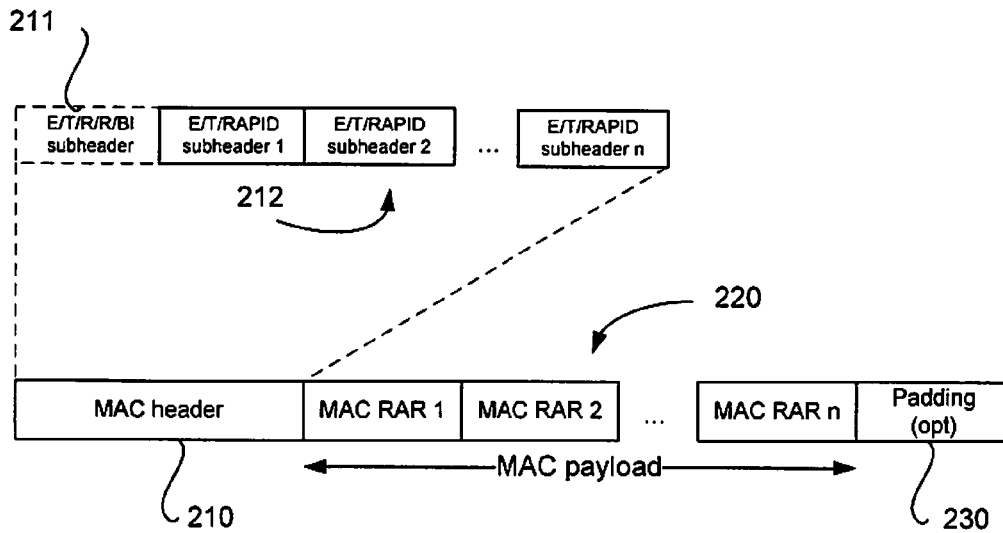 211
E/T/R/R/BI
subheader
E/T/RAPID
subheader 1
E/T/RAPID
subheader 2
...
E/T/RAPID
subheader n
212
220
MAC header
MAC RAR 1
MAC RAR 2
...
MAC RAR n
Padding
(opt)
MAC payload
210
230